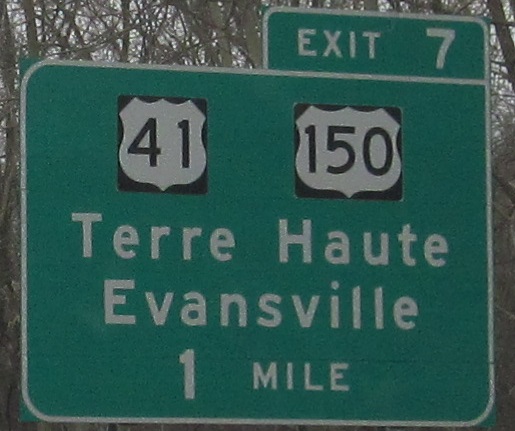 EXIT 7
41 150
Terre Haute
Evansville
1 MILE